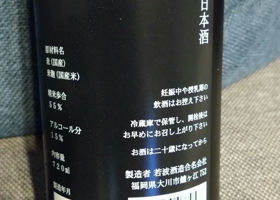 日本酒
原材料名
米(国産)
米麹(国産米)
精米歩合
55%
アルコール分
15%
内容量
720ml
製造年月
妊娠中や授乳期の
飲酒はお控え下さい
冷蔵庫で保管し、開栓後は
お早めにお召し上がり下さい
お酒は二十歳になってから
製造者 若波酒造合名会社
福岡県大川市鐘ヶ江752